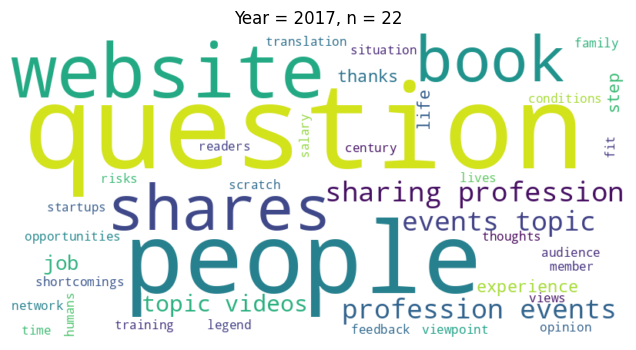 Year = 2017, n = 22
translation
family
website
situation
book
thanks
step
life
conditions
question
salary
readers
century
fit
risks
scratch
lives
shares
sharing profession
startups
events topic
opportunities
people
thoughts
audience
job
member
shortcomings
experience
network
topic videos
views
profession events
humans
time
training
legend
feedback
viewpoint
opinion